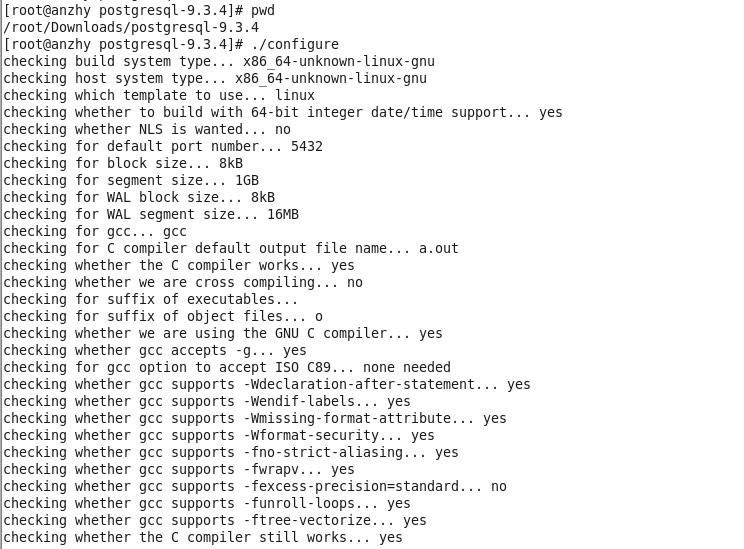 [root@anzhy postgresql-9.3.4]# pwd
/root/Downloads/postgresql-9.3.4
[root@anzhy postgresql-9.3.4]# ./configure
checking build system type... x86_64-unknown-linux-gnu
checking host system type... x86_64-unknown-linux-gnu
checking which template to use... linux
checking whether to build with 64-bit integer date/time support... yes
checking whether NLS is wanted... no
checking for default port number... 5432
checking for block size... 8kB
checking for segment size... 1GB
checking for WAL block size... 8kB
checking for WAL segment size... 16MB
checking for gcc... gcc
checking for C compiler default output file name... a.out
checking whether the C compiler works... yes
checking whether we are cross compiling... no
checking for suffix of executables...
checking for suffix of object files... o
checking whether we are using the GNU C compiler... yes
checking whether gcc accepts -g... yes
checking for gcc option to accept ISO C89... none needed
checking whether gcc supports -Wdeclaration-after-statement... yes
checking whether gcc supports -Wendif-labels... yes
checking whether gcc supports -Wmissing-format-attribute... yes
checking whether gcc supports -Wformat-security... yes
checking whether gcc supports -fno-strict-aliasing... yes
checking whether gcc supports -fwrapv... yes
checking whether gcc supports -fexcess-precision=standard... no
checking whether gcc supports -funroll-loops... yes
checking whether gcc supports -ftree-vectorize... yes
checking whether the C compiler still works... yes